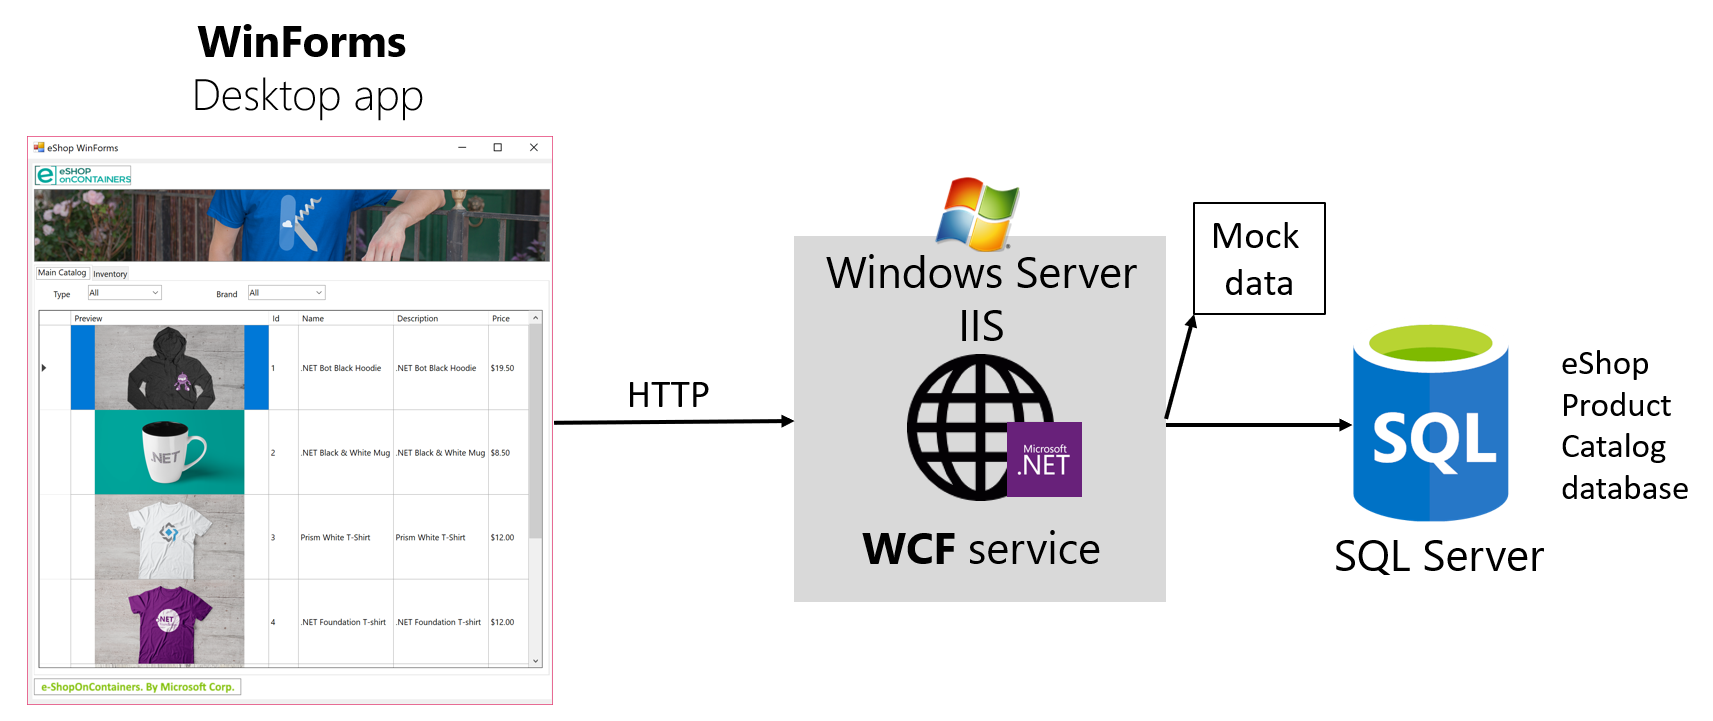 WinForms
Desktop app
eShop WinForms
e eSHOP
onCONTAINERS
Main Catalog Inventory
Type All Brand All
Preview Id Name Description Price
1 .NET Bot Black Hoodie .NET Bot Black Hoodie $19.50
.NET
2 .NET Black & White Mug .NET Black & White Mug $8.50
3 Prism White T-Shirt Prism White T-Shirt $12.00
.NET
4 .NET Foundation T-shirt .NET Foundation T-shirt $12.00
e-ShopOnContainers. By Microsoft Corp.
HTTP
Windows Server
IIS
Microsoft
.NET
WCF service
Mock
data
SQL
SQL Server
eShop
Product
Catalog
database